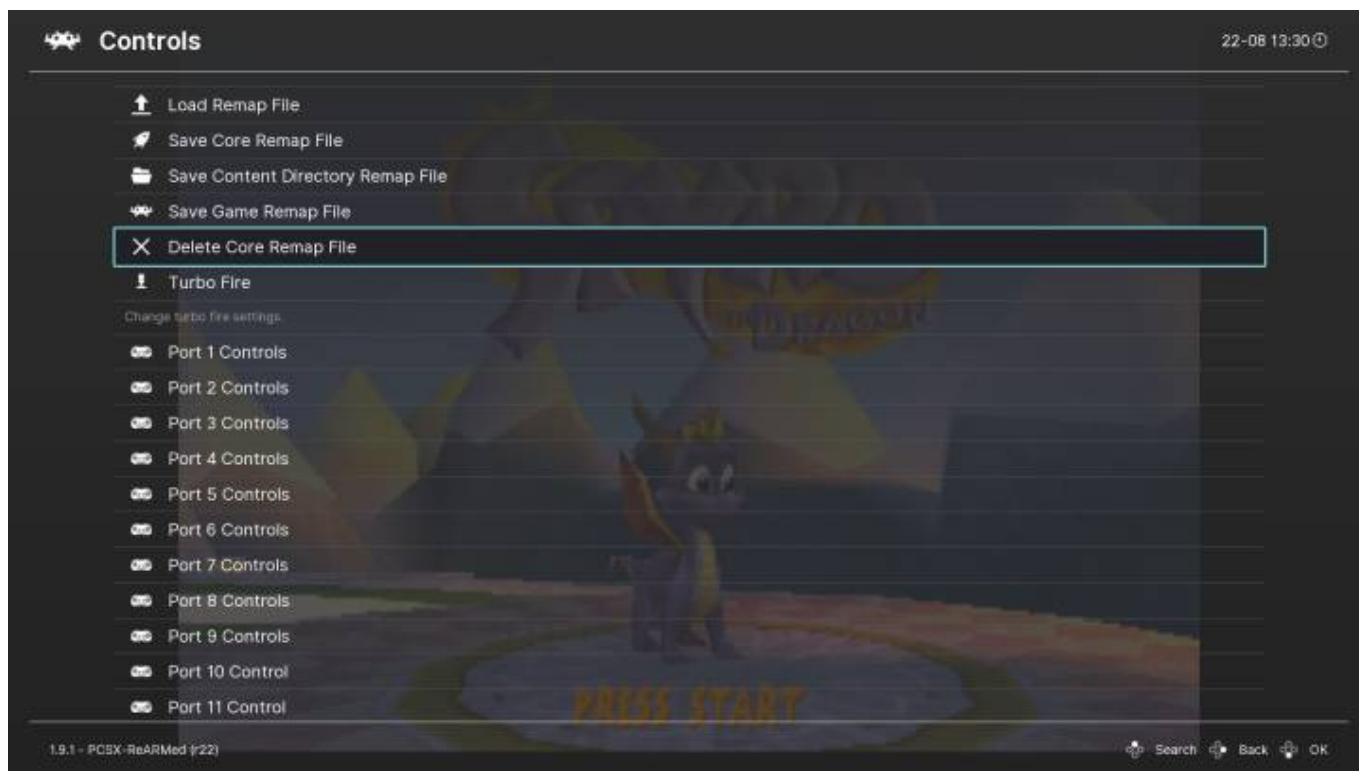 Controls
22-08 13:30
Load Remap File
Save Core Remap File
Save Content Directory Remap File
Save Game Remap File
Delete Core Remap File
Turbo Fire
Change turbo fire settings.
Port 1 Controls
Port 2 Controls
Port 3 Controls
Port 4 Controls
Port 5 Controls
Port 6 Controls
Port 7 Controls
Port 8 Controls
Port 9 Controls
Port 10 Control
Port 11 Control
PRESS START
1.9.1 - PCSX-ReARMed (r22)
Search Back OK